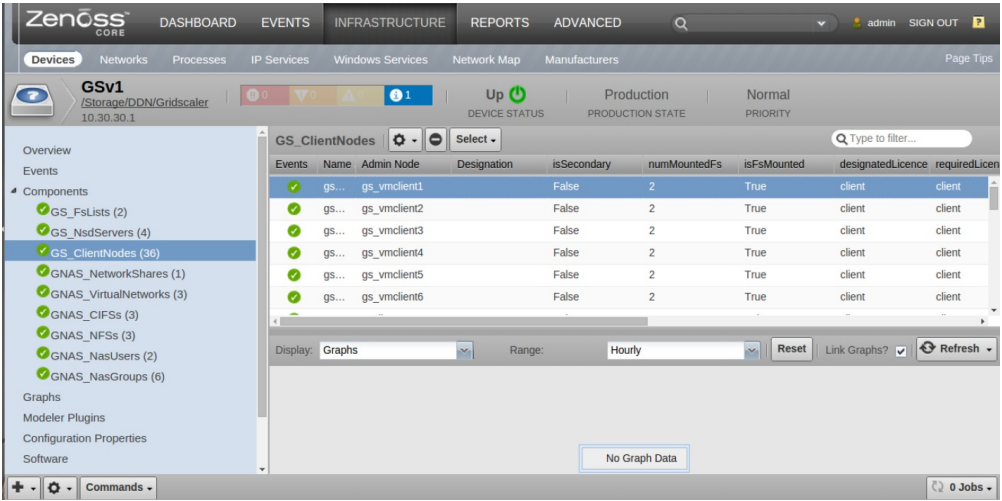 Zenoss CORE DASHBOARD EVENTS INFRASTRUCTURE REPORTS ADVANCED admin SIGN OUT ?
Devices Networks Processes IP Services Windows Services Network Map Manufacturers Page Tips
GSv1
/Storage/DDN/Gridscaler
10.30.30.1
0 0 0 1
Up
DEVICE STATUS
Production
PRODUCTION STATE
Normal
PRIORITY
Overview
Events
Components
GS_FsLists (2)
GS_NsdServers (4)
GS_ClientNodes (36)
GNAS_NetworkShares (1)
GNAS_VirtualNetworks (3)
GNAS_CIFSs (3)
GNAS_NFSs (3)
GNAS_NasUsers (2)
GNAS_NasGroups (6)
Graphs
Modeler Plugins
Configuration Properties
Software
GS_ClientNodes Select Type to filter...
Events Name Admin Node Designation isSecondary numMountedFs isFsMounted designatedLicence requiredLicen
gs... gs_vmclient1 False 2 True client client
gs... gs_vmclient2 False 2 True client client
gs... gs_vmclient3 False 2 True client client
gs... gs_vmclient4 False 2 True client client
gs... gs_vmclient5 False 2 True client client
gs... gs_vmclient6 False 2 True client client
Display: Graphs Range: Hourly Reset Link Graphs? Refresh
No Graph Data
Commands 0 Jobs